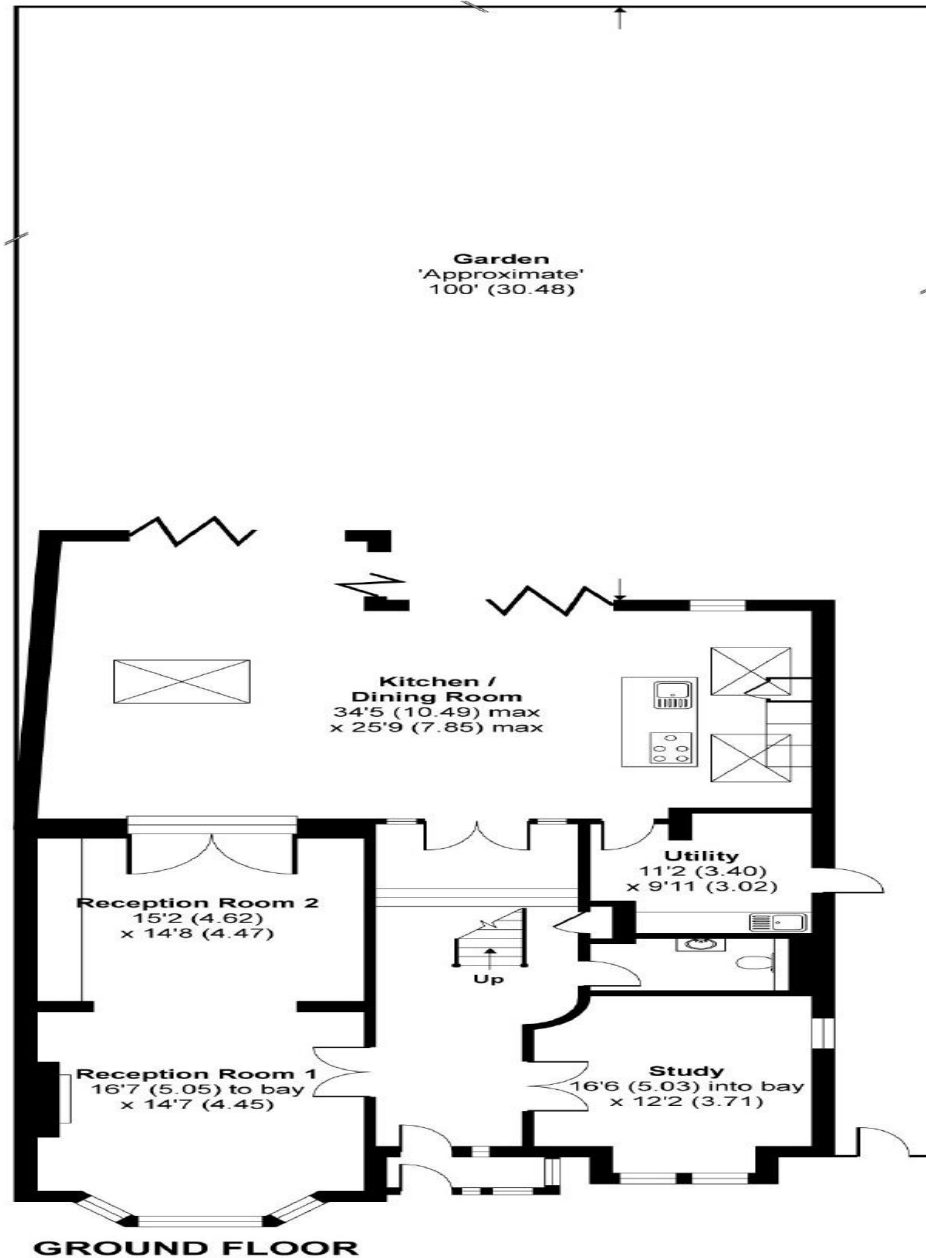 Garden
'Approximate'
100' (30.48)
Kitchen /
Dining Room
34'5 (10.49) max
x 25'9 (7.85) max
Utility
11'2 (3.40)
x 9'11 (3.02)
Reception Room 2
15'2 (4.62)
x 14'8 (4.47)
Up
Reception Room 1
16'7 (5.05) to bay
x 14'7 (4.45)
Study
16'6 (5.03) into bay
x 12'2 (3.71)
GROUND FLOOR